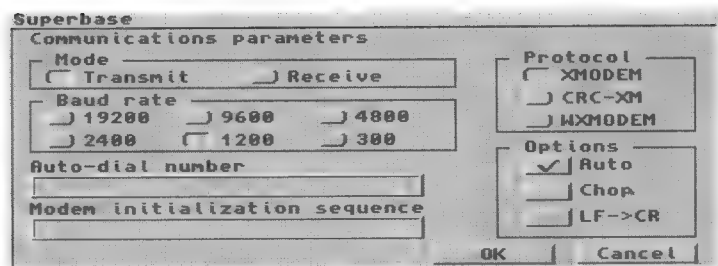 Superbase
Communications parameters
Mode
Transmit Receive
Baud rate
19200 9600 4800
2400 1200 300
Auto-dial number
Modem initialization sequence
Protocol
XMODEM
CRC-XM
WXMODEM
Options
Auto
Chop
LF->CR
OK Cancel